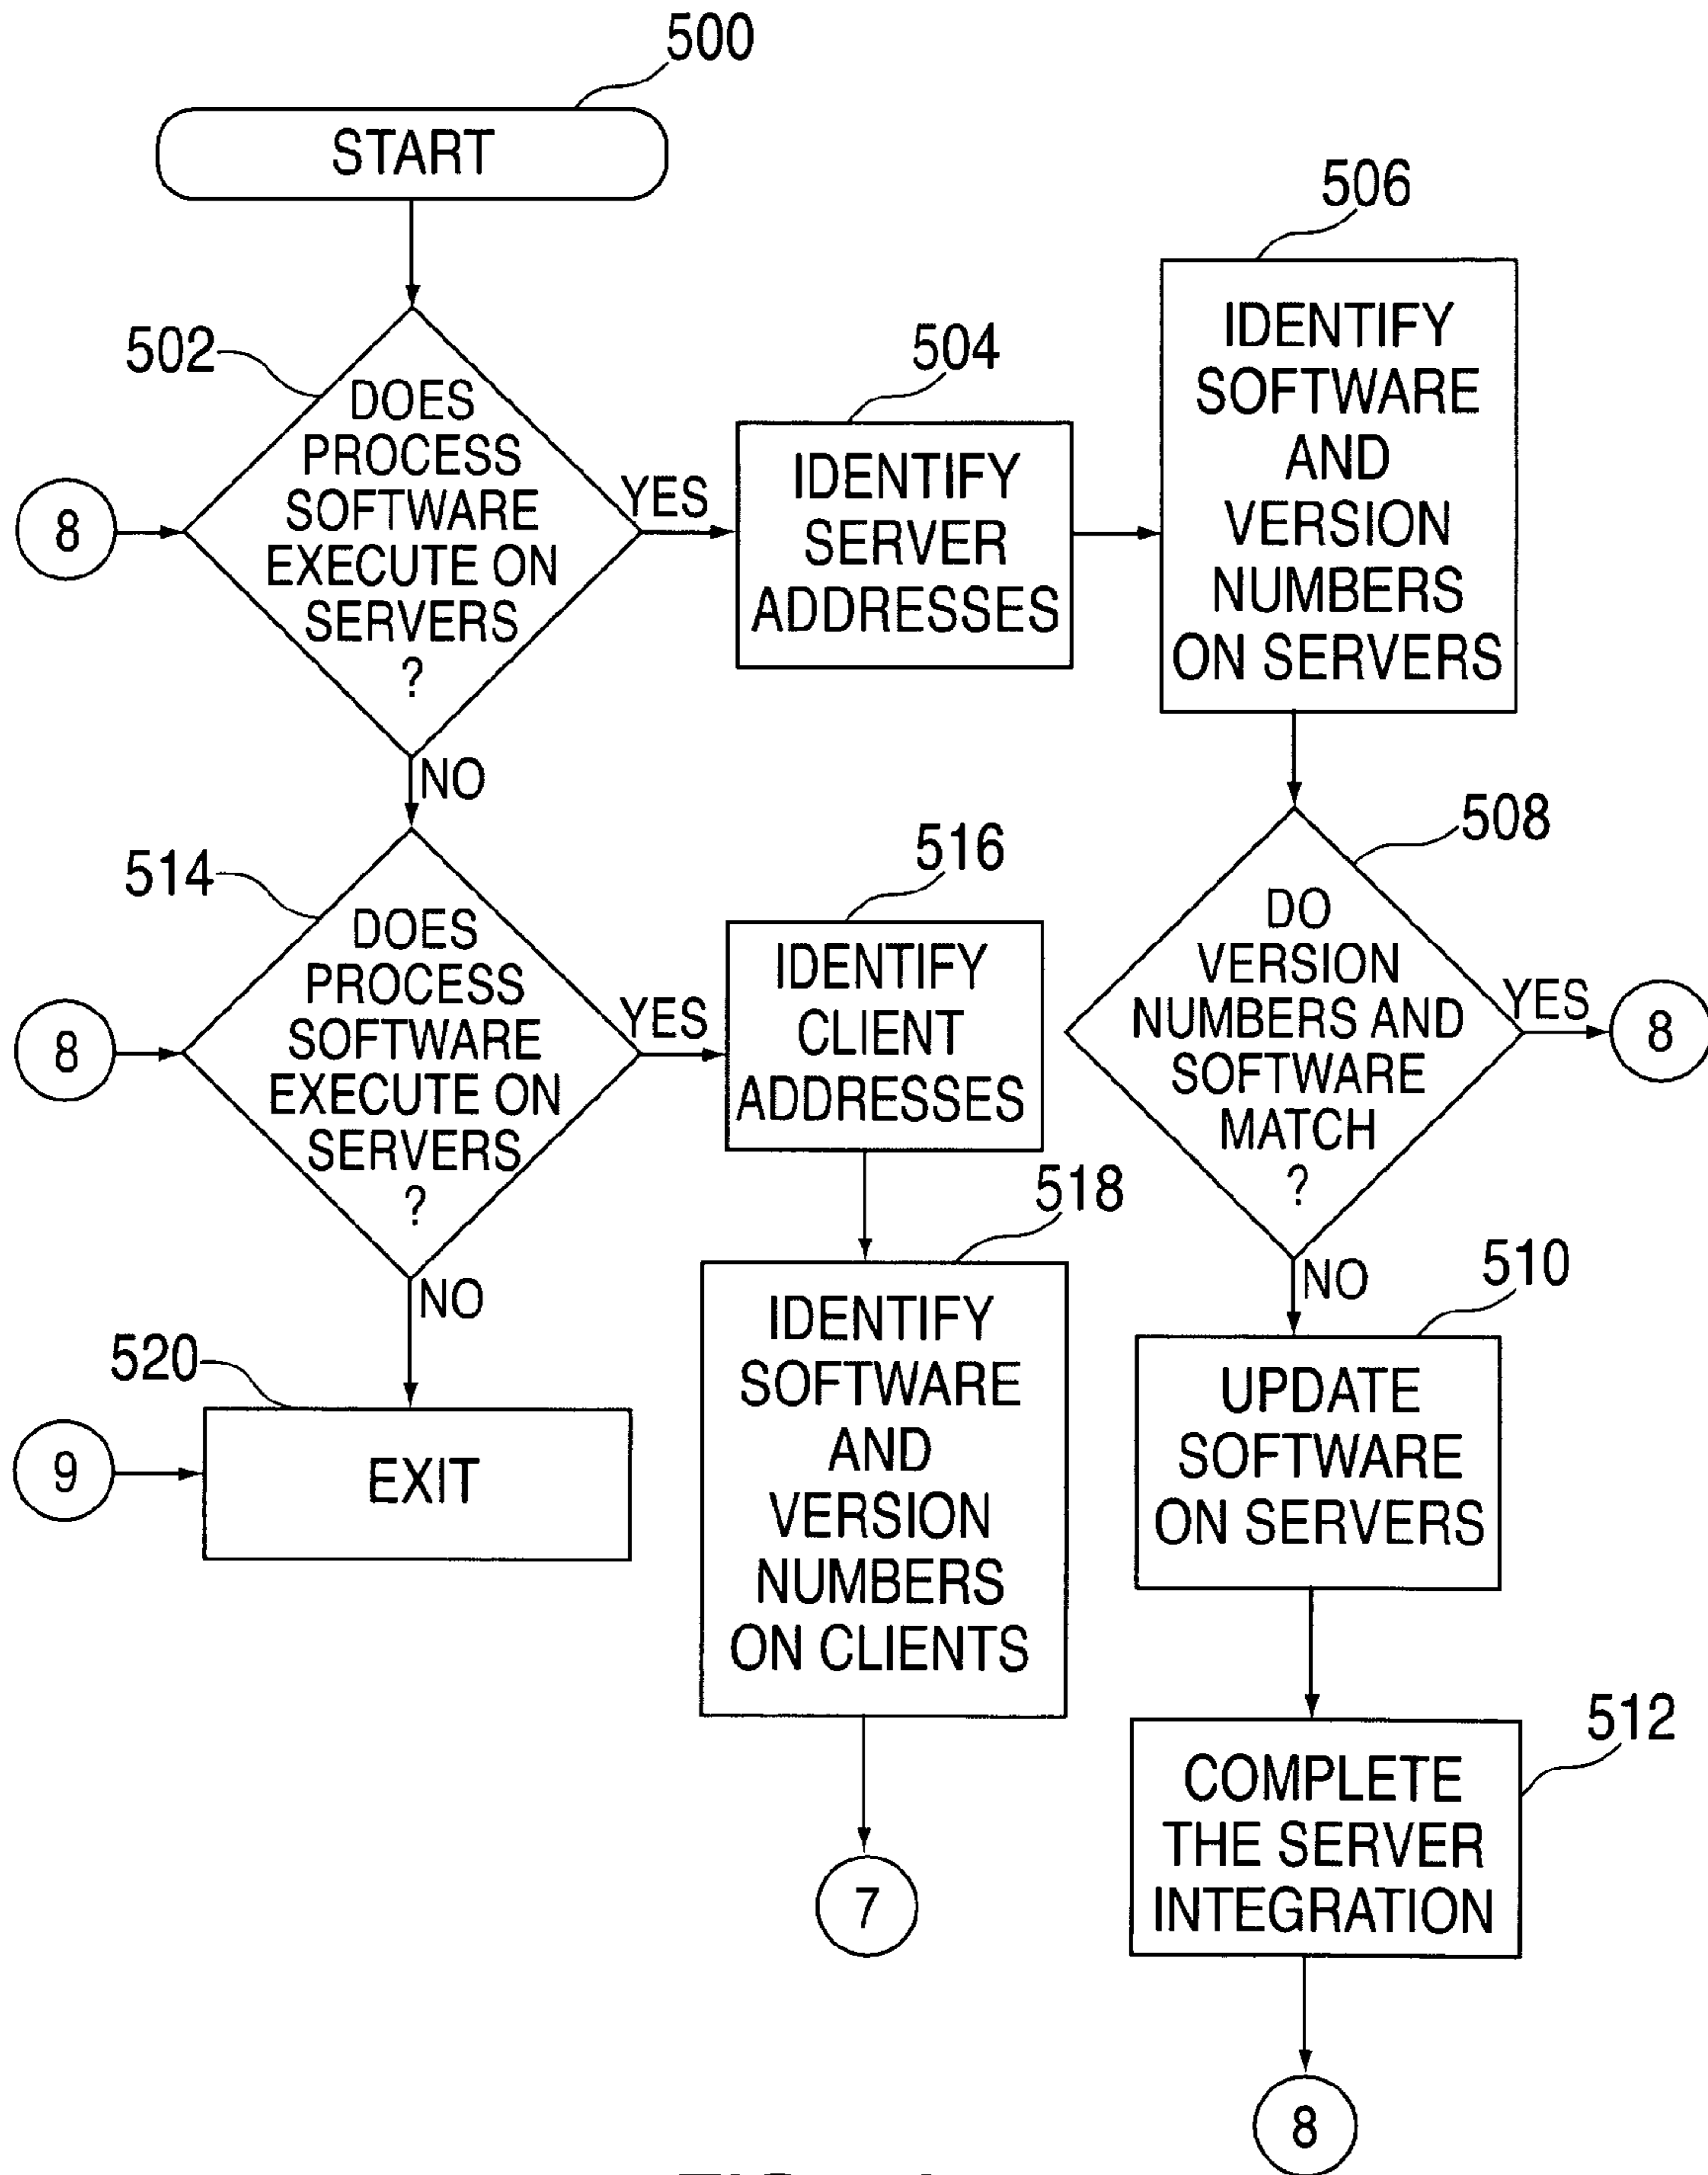 500
START
502
DOES
PROCESS
SOFTWARE
EXECUTE ON
SERVERS
?
8
YES
NO
504
IDENTIFY
SERVER
ADDRESSES
506
IDENTIFY
SOFTWARE
AND
VERSION
NUMBERS
ON SERVERS
508
DO
VERSION
NUMBERS AND
SOFTWARE
MATCH
?
YES
8
NO
510
UPDATE
SOFTWARE
ON SERVERS
512
COMPLETE
THE SERVER
INTEGRATION
8
514
DOES
PROCESS
SOFTWARE
EXECUTE ON
SERVERS
?
8
YES
NO
516
IDENTIFY
CLIENT
ADDRESSES
518
IDENTIFY
SOFTWARE
AND
VERSION
NUMBERS
ON CLIENTS
7
520
9
EXIT